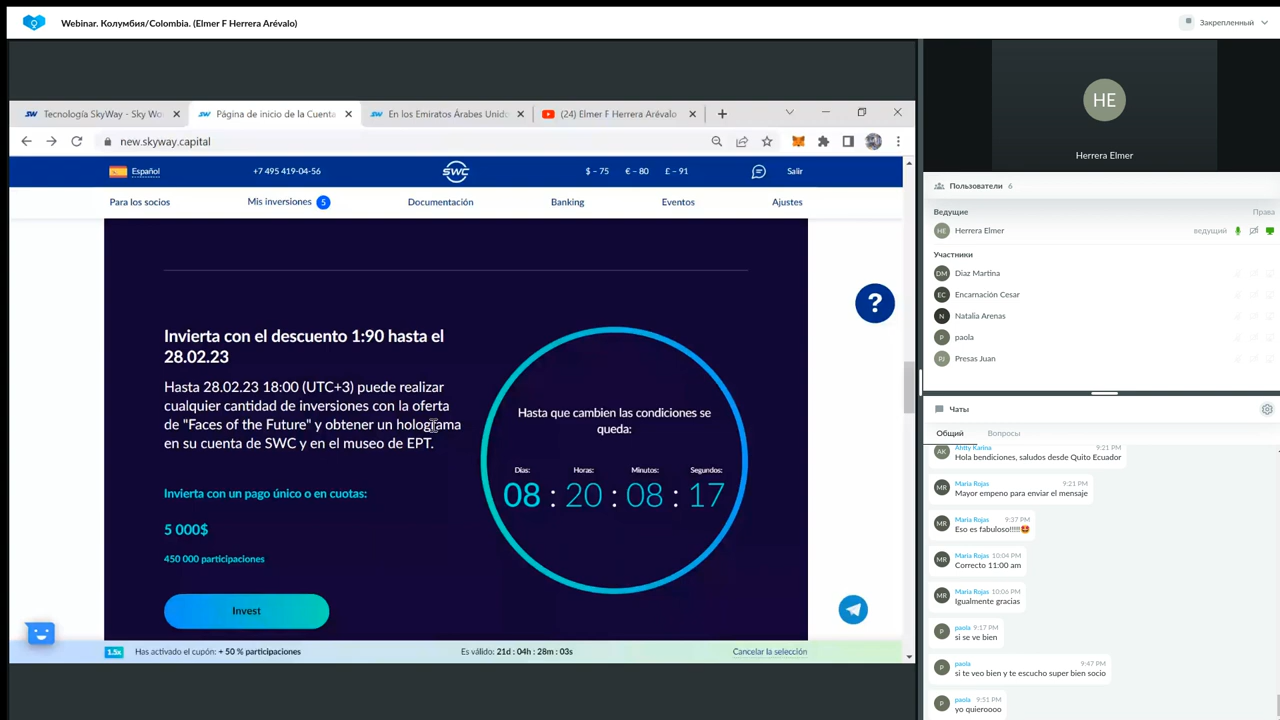 Webinar. Колумбия/Colombia. (Elmer F Herrera Arévalo)
Закрепленный
Tecnología SkyWay - Sky Wo
Página de inicio de la Cuenta
En los Emiratos Árabes Unid
(24) Elmer F Herrera Arévalo
new.skyway.capital
Español
+7 495 419-04-56
SWC
$ – 75
€ – 80
£ – 91
Salir
Para los socios
Mis inversiones 5
Documentación
Banking
Eventos
Ajustes
Invierta con el descuento 1:90 hasta el
28.02.23
Hasta 28.02.23 18:00 (UTC+3) puede realizar
cualquier cantidad de inversiones con la oferta
de "Faces of the Future" y obtener un holograma
en su cuenta de SWC y en el museo de EPT.
Invierta con un pago único o en cuotas:
5 000$
450 000 participaciones
Invest
Hasta que cambien las condiciones se
queda:
Días: Horas: Minutos: Segundos:
08 : 20 : 08 : 17
?
1.5x Has activado el cupón: + 50 % participaciones
Es válido: 21d : 04h : 28m : 03s
Cancelar la selección
HE
Herrera Elmer
Пользователи 6
Ведущие
Права
HE Herrera Elmer
ведущий
Участники
DM Diaz Martina
EC Encarnación Cesar
N Natalia Arenas
P paola
PJ Presas Juan
Чаты
Общий
Вопросы
AK Ahtty Karina 9:21 PM
Hola bendiciones, saludos desde Quito Ecuador
MR Maria Rojas 9:21 PM
Mayor empeno para enviar el mensaje
MR Maria Rojas 9:37 PM
Eso es fabuloso!!!!!🤩
MR Maria Rojas 10:04 PM
Correcto 11:00 am
MR Maria Rojas 10:06 PM
Igualmente gracias
P paola 9:17 PM
si se ve bien
P paola 9:47 PM
si te veo bien y te escucho super bien socio
P paola 9:51 PM
yo quieroooo